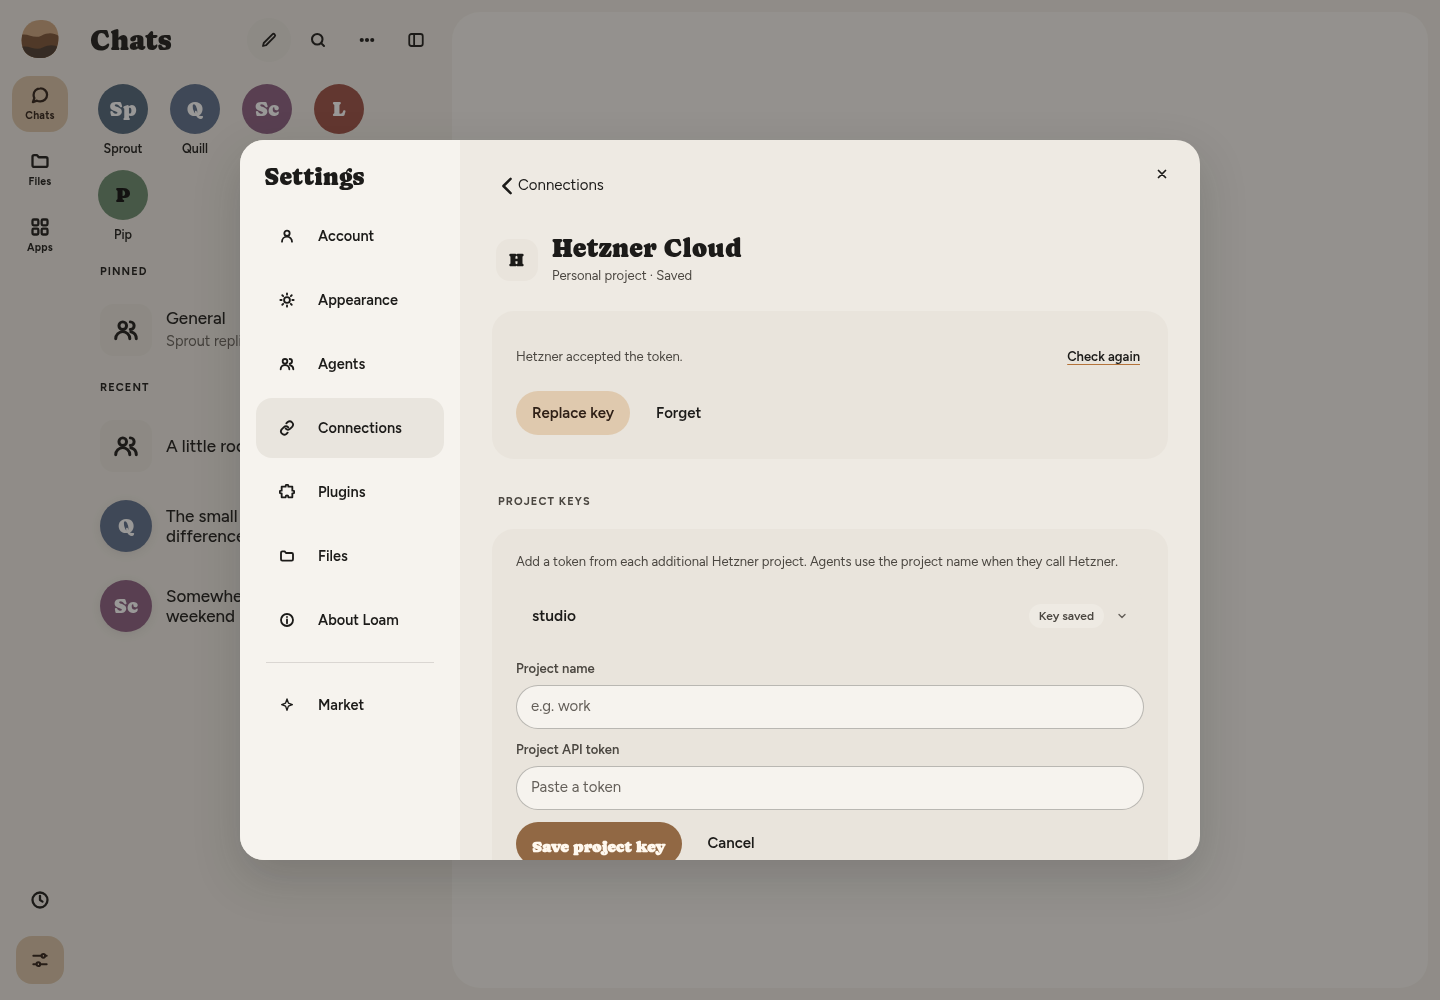 Chats
Chats
Files
Apps
Sp
Q
Sc
L
Sprout
Quill
P
Pip
PINNED
General
Sprout repli
RECENT
A little roo
Q
The small
difference
Sc
Somewhe
weekend
Settings
Account
Appearance
Agents
Connections
Plugins
Files
About Loam
Market
Connections
H
Hetzner Cloud
Personal project · Saved
Hetzner accepted the token.
Check again
Replace key
Forget
PROJECT KEYS
Add a token from each additional Hetzner project. Agents use the project name when they call Hetzner.
studio
Key saved
Project name
e.g. work
Project API token
Paste a token
Save project key
Cancel